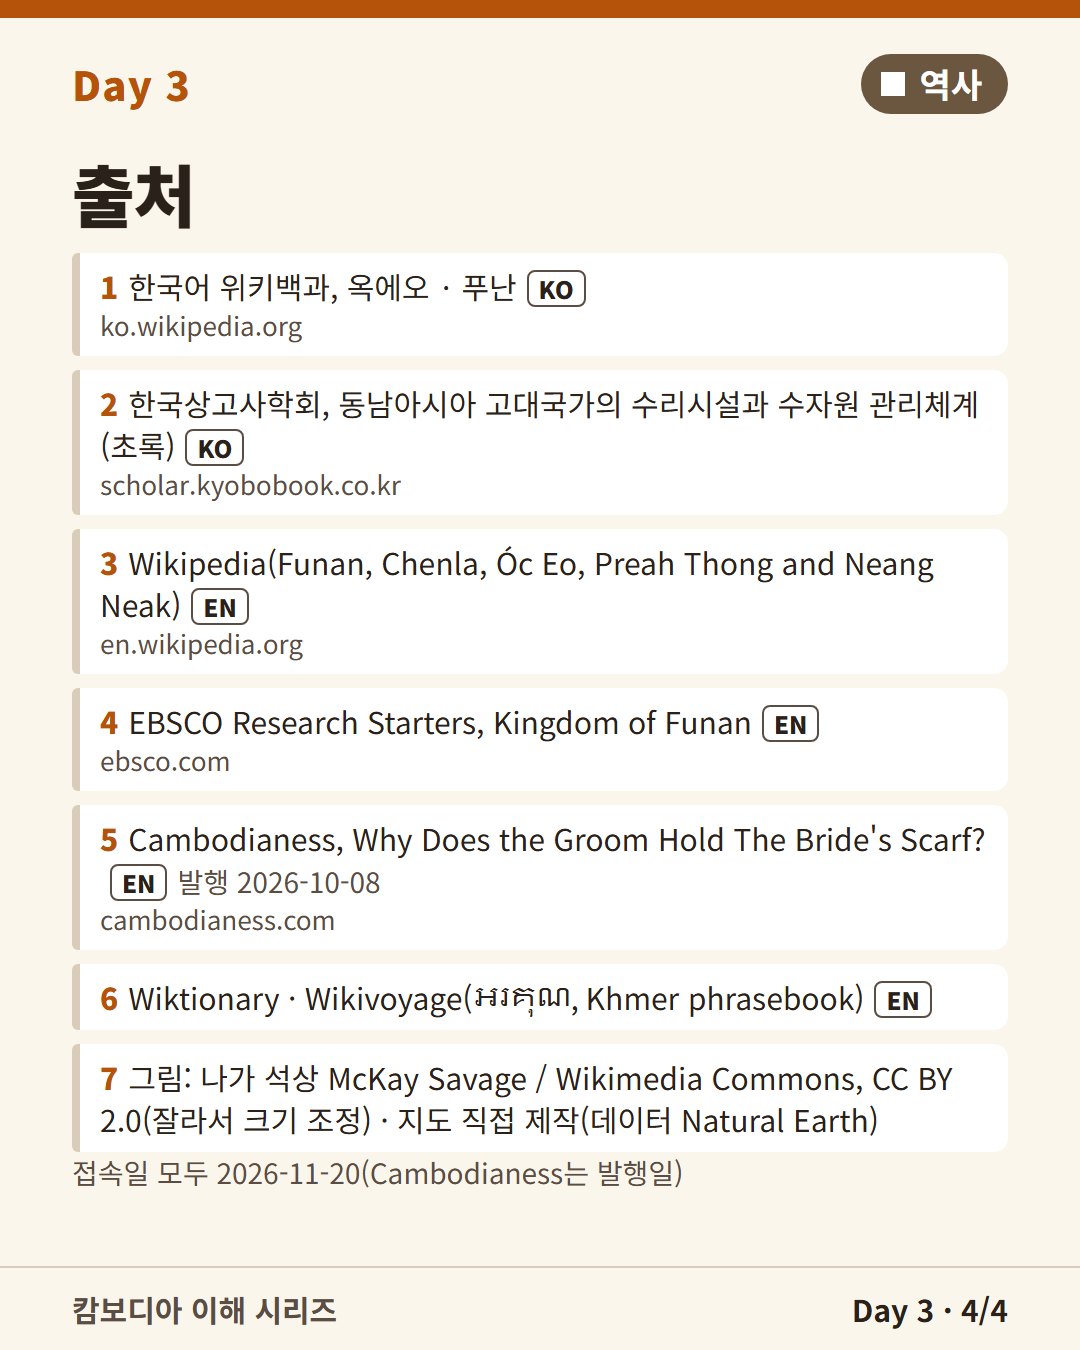 Day 3
역사
출처
1 한국어 위키백과, 옥에오 · 푸난 KO
ko.wikipedia.org
2 한국상고사학회, 동남아시아 고대국가의 수리시설과 수자원 관리체계
(초록) KO
scholar.kyobobook.co.kr
3 Wikipedia(Funan, Chenla, Óc Eo, Preah Thong and Neang
Neak) EN
en.wikipedia.org
4 EBSCO Research Starters, Kingdom of Funan EN
ebsco.com
5 Cambodianess, Why Does the Groom Hold The Bride's Scarf?
EN 발행 2026-10-08
cambodianess.com
6 Wiktionary · Wikivoyage(អរគុណ, Khmer phrasebook) EN
7 그림: 나가 석상 McKay Savage / Wikimedia Commons, CC BY
2.0(잘라서 크기 조정) · 지도 직접 제작(데이터 Natural Earth)
접속일 모두 2026-11-20(Cambodianess는 발행일)
캄보디아 이해 시리즈
Day 3 · 4/4